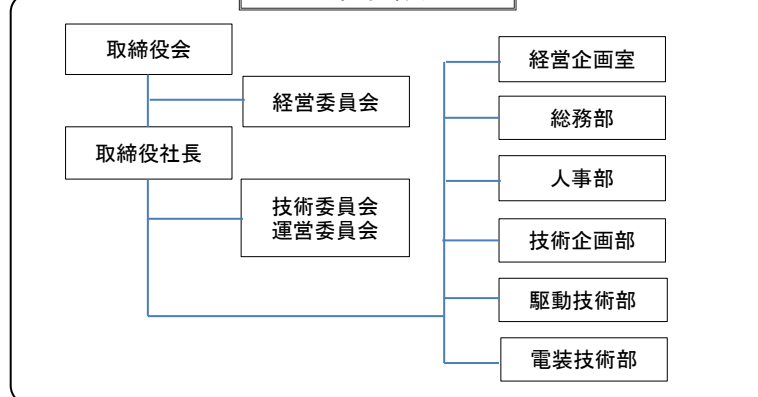 取締役会
経営委員会
取締役社長
技術委員会
運営委員会
経営企画室
総務部
人事部
技術企画部
駆動技術部
電装技術部